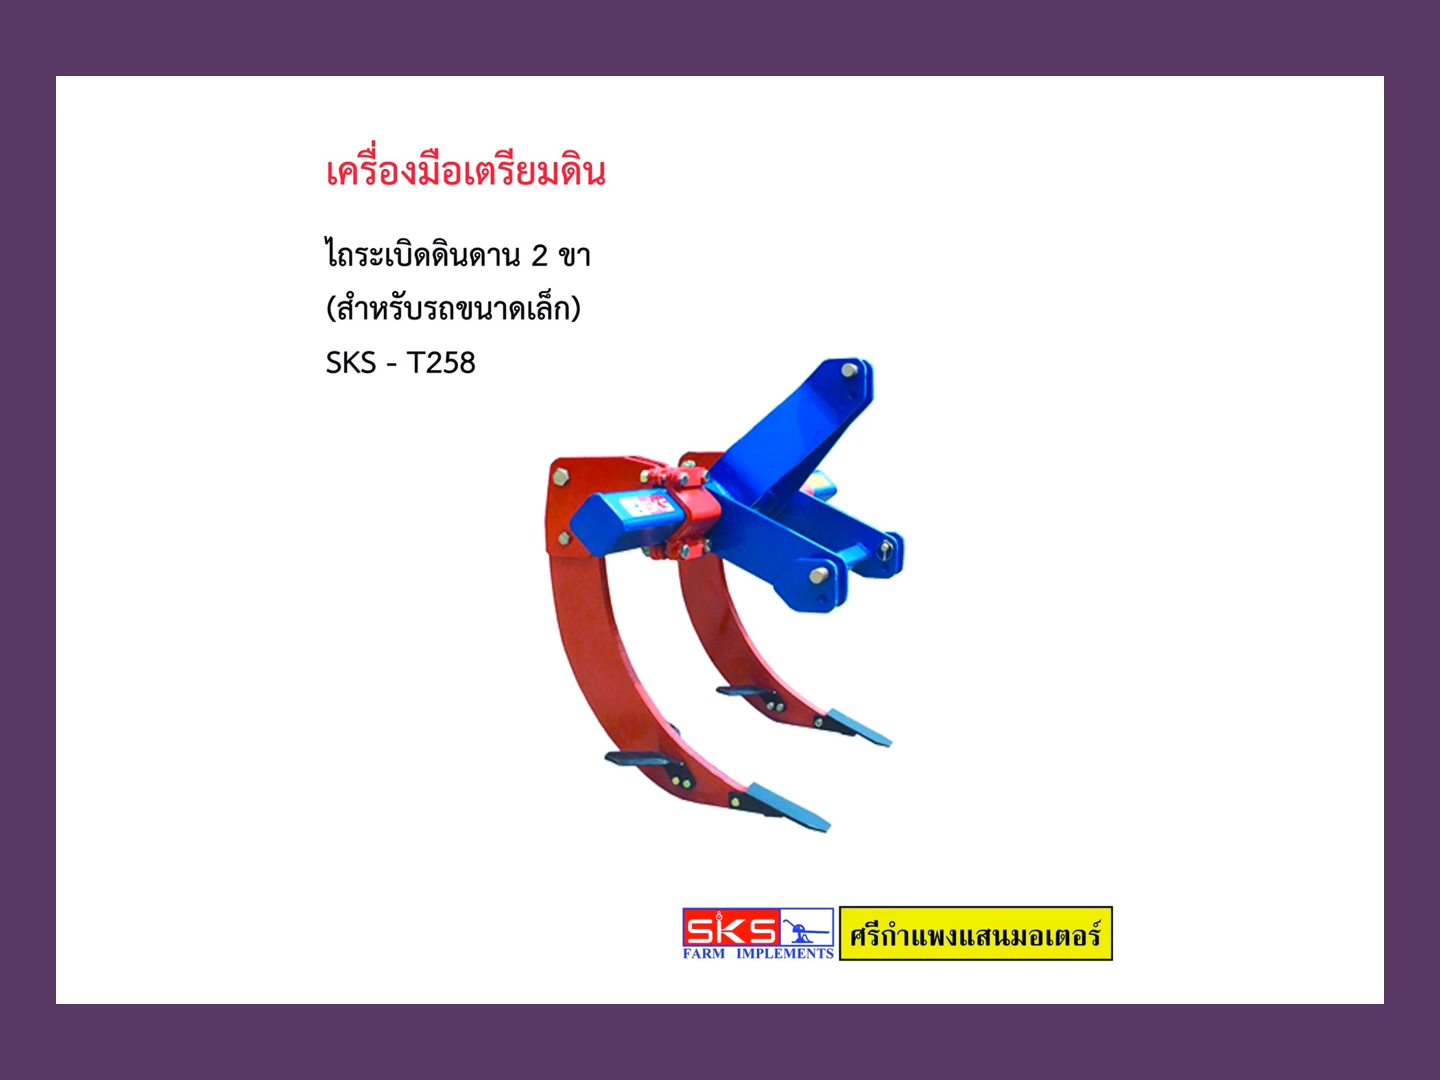 เครื่องมือเตรียมดิน
ไถระเบิดดินดาน 2 ขา
(สำหรับรถขนาดเล็ก)
SKS - T258
SKS
FARM IMPLEMENTS
ศรีกำแพงแสนมอเตอร์